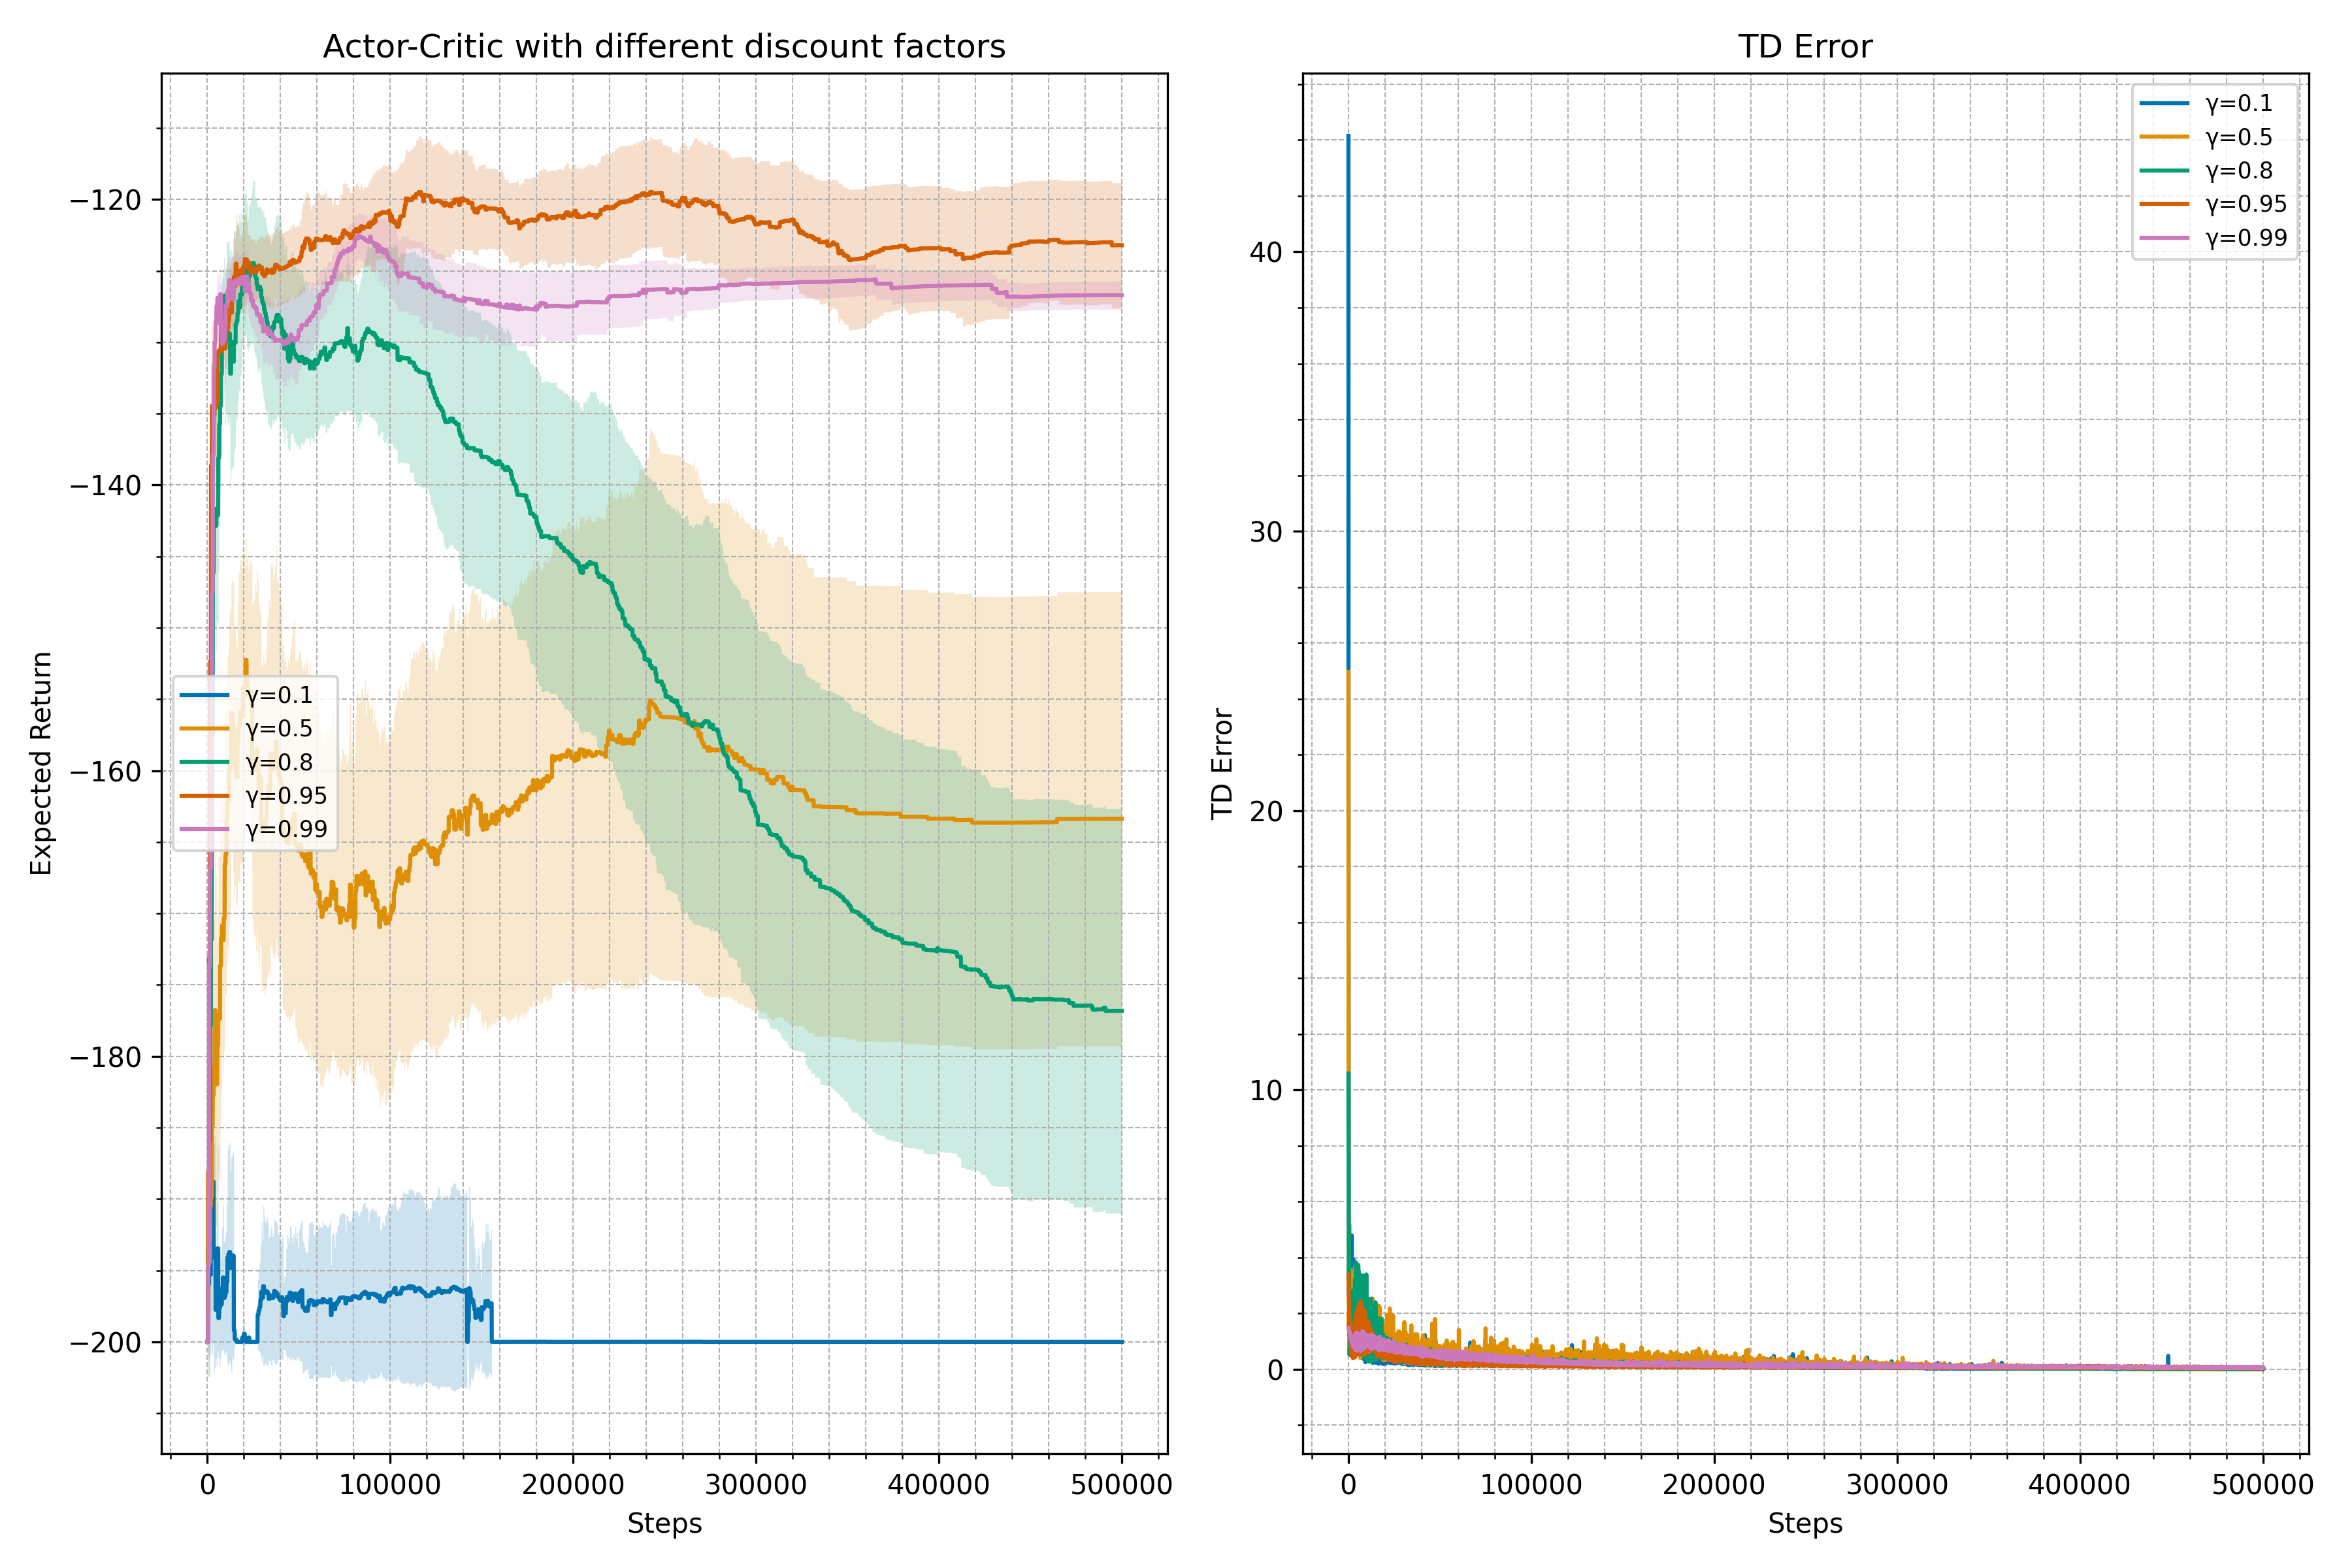 Actor-Critic with different discount factors
Expected Return
−120
−140
−160
−180
−200
γ=0.1
γ=0.5
γ=0.8
γ=0.95
γ=0.99
0 100000 200000 300000 400000 500000
Steps
TD Error
TD Error
40
30
20
10
0
γ=0.1
γ=0.5
γ=0.8
γ=0.95
γ=0.99
0 100000 200000 300000 400000 500000
Steps